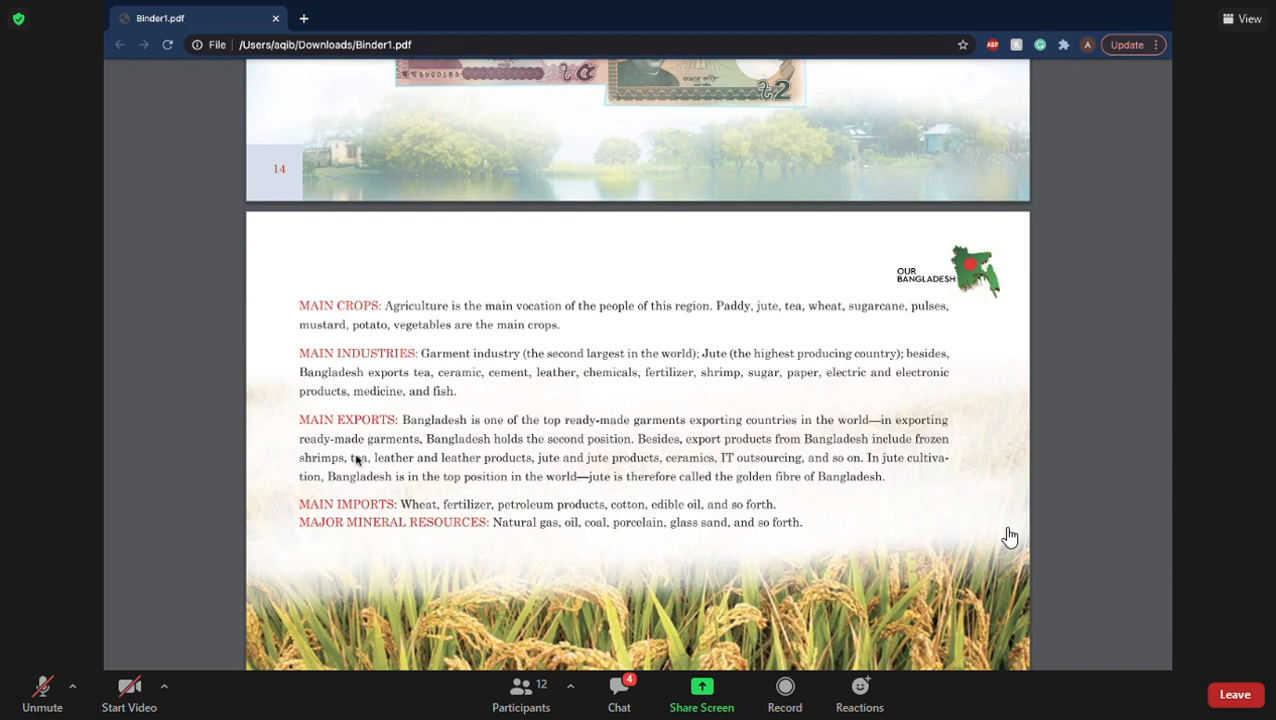 View
Binder1.pdf
File /Users/aqib/Downloads/Binder1.pdf
ABP
A
Update
৳৫
৳2
14
OUR
BANGLADESH
MAIN CROPS: Agriculture is the main vocation of the people of this region. Paddy, jute, tea, wheat, sugarcane, pulses,
mustard, potato, vegetables are the main crops.
MAIN INDUSTRIES: Garment industry (the second largest in the world); Jute (the highest producing country); besides,
Bangladesh exports tea, ceramic, cement, leather, chemicals, fertilizer, shrimp, sugar, paper, electric and electronic
products, medicine, and fish.
MAIN EXPORTS: Bangladesh is one of the top ready-made garments exporting countries in the world—in exporting
ready-made garments, Bangladesh holds the second position. Besides, export products from Bangladesh include frozen
shrimps, tea, leather and leather products, jute and jute products, ceramics, IT outsourcing, and so on. In jute cultiva-
tion, Bangladesh is in the top position in the world—jute is therefore called the golden fibre of Bangladesh.
MAIN IMPORTS: Wheat, fertilizer, petroleum products, cotton, edible oil, and so forth.
MAJOR MINERAL RESOURCES: Natural gas, oil, coal, porcelain, glass sand, and so forth.
12
4
Unmute
Start Video
Participants
Chat
Share Screen
Record
Reactions
Leave